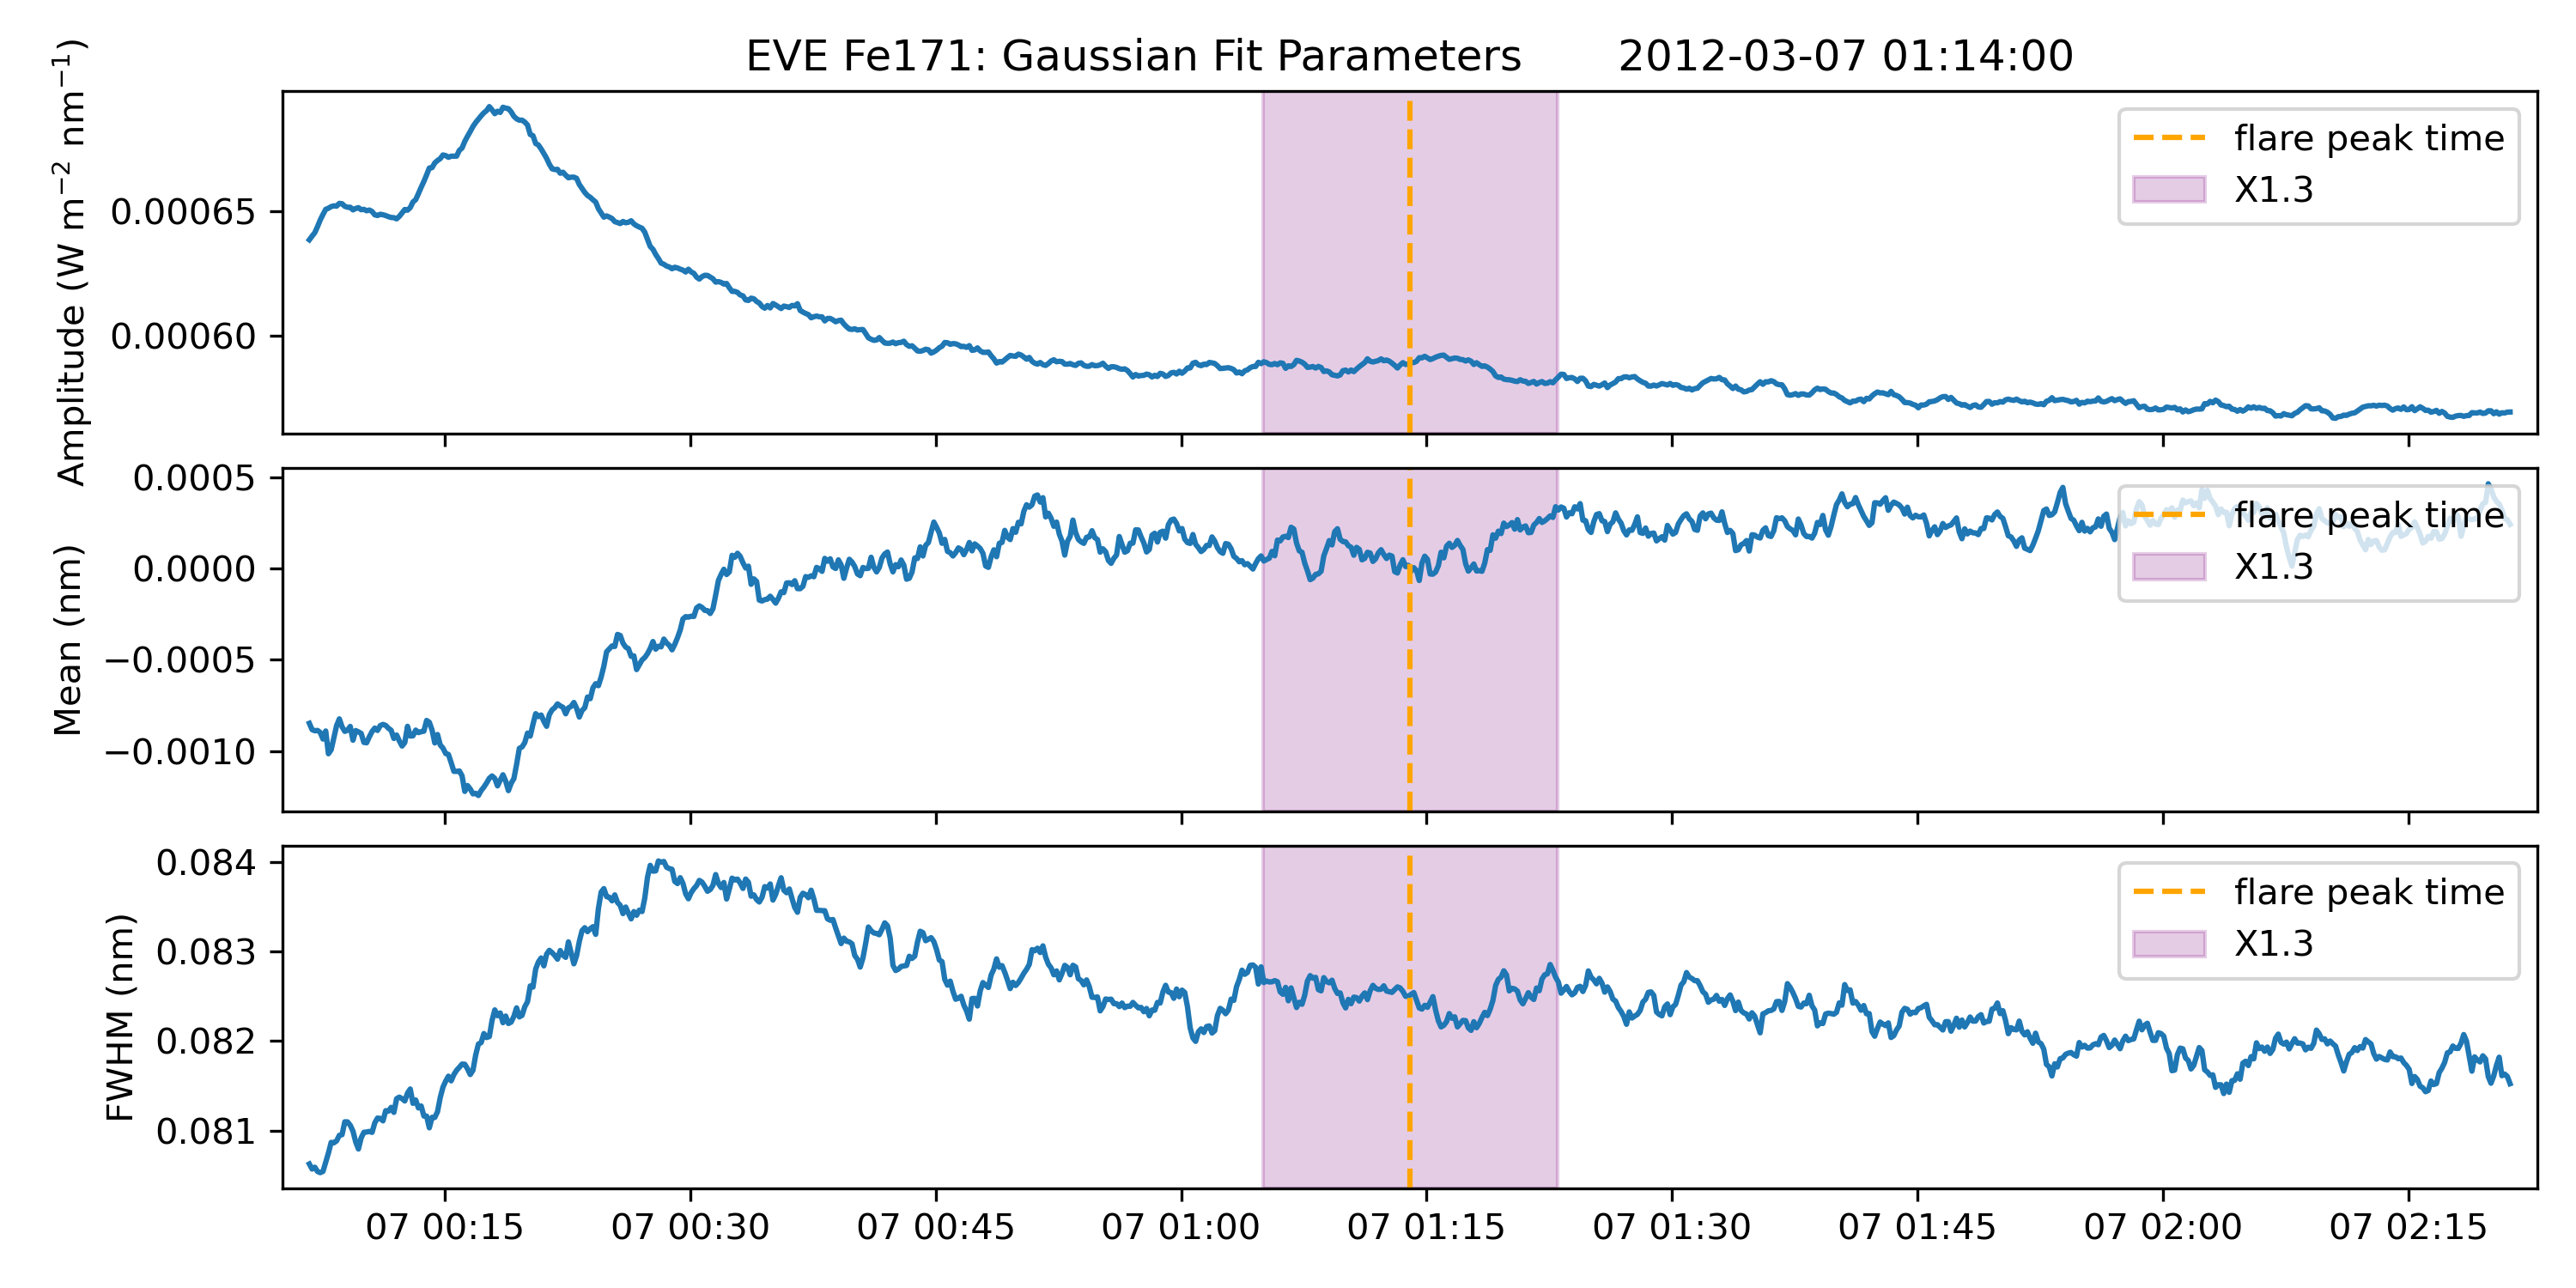 EVE Fe171: Gaussian Fit Parameters 2012-03-07 01:14:00
Amplitude (W m⁻² nm⁻¹)
0.00065
0.00060
flare peak time
X1.3
Mean (nm)
0.0005
0.0000
−0.0005
−0.0010
flare peak time
X1.3
FWHM (nm)
0.084
0.083
0.082
0.081
flare peak time
X1.3
07 00:15 07 00:30 07 00:45 07 01:00 07 01:15 07 01:30 07 01:45 07 02:00 07 02:15